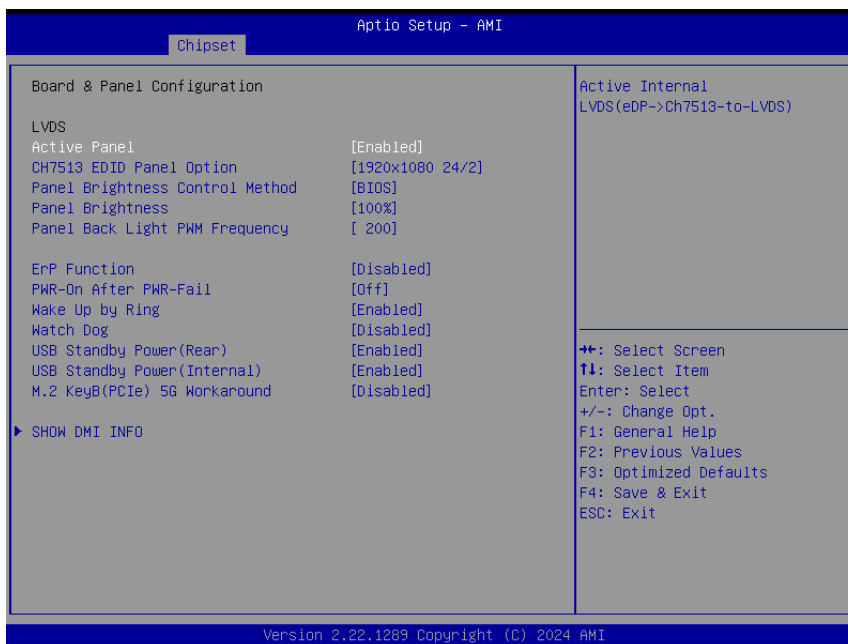 Aptio Setup – AMI
Chipset
Board & Panel Configuration
LVDS
Active Panel [Enabled]
CH7513 EDID Panel Option [1920x1080 24/2]
Panel Brightness Control Method [BIOS]
Panel Brightness [100%]
Panel Back Light PWM Frequency [ 200]
ErP Function [Disabled]
PWR-On After PWR-Fail [Off]
Wake Up by Ring [Enabled]
Watch Dog [Disabled]
USB Standby Power(Rear) [Enabled]
USB Standby Power(Internal) [Enabled]
M.2 KeyB(PCIe) 5G Workaround [Disabled]
▶ SHOW DMI INFO
Active Internal
LVDS(eDP->Ch7513-to-LVDS)
→←: Select Screen
↑↓: Select Item
Enter: Select
+/-: Change Opt.
F1: General Help
F2: Previous Values
F3: Optimized Defaults
F4: Save & Exit
ESC: Exit
Version 2.22.1289 Copyright (C) 2024 AMI